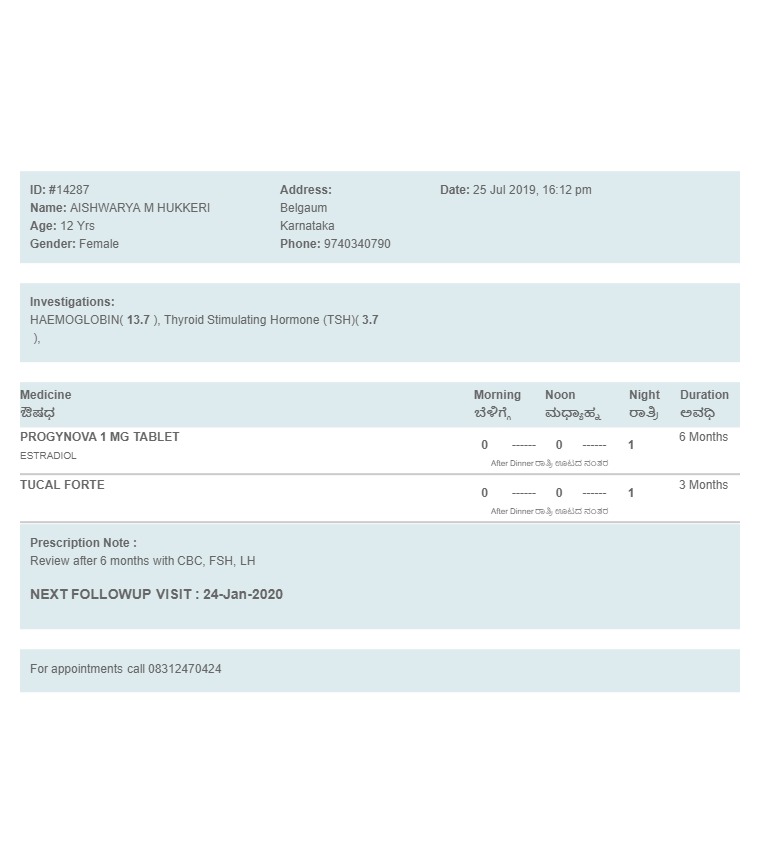 ID: #14287
Name: AISHWARYA M HUKKERI
Age: 12 Yrs
Gender: Female
Address:
Belgaum
Karnataka
Phone: 9740340790
Date: 25 Jul 2019, 16:12 pm
Investigations:
HAEMOGLOBIN( 13.7 ), Thyroid Stimulating Hormone (TSH)( 3.7
),
Medicine Morning Noon Night Duration
ಔಷಧ ಬೆಳಿಗ್ಗೆ ಮಧ್ಯಾಹ್ನ ರಾತ್ರಿ ಅವಧಿ
PROGYNOVA 1 MG TABLET 0 ------ 0 ------ 1 6 Months
ESTRADIOL After Dinner ರಾತ್ರಿ ಊಟದ ನಂತರ
TUCAL FORTE 0 ------ 0 ------ 1 3 Months
After Dinner ರಾತ್ರಿ ಊಟದ ನಂತರ
Prescription Note :
Review after 6 months with CBC, FSH, LH
NEXT FOLLOWUP VISIT : 24-Jan-2020
For appointments call 08312470424